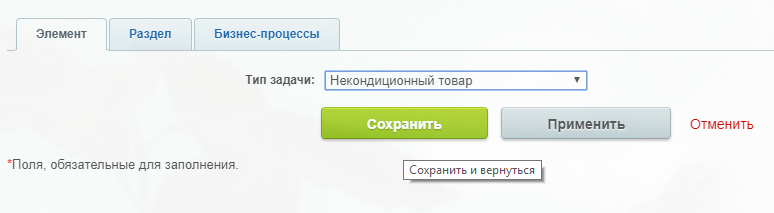 Элемент Раздел Бизнес-процессы
Тип задачи: Некондиционный товар
Сохранить Применить Отменить
*Поля, обязательные для заполнения.
Сохранить и вернуться